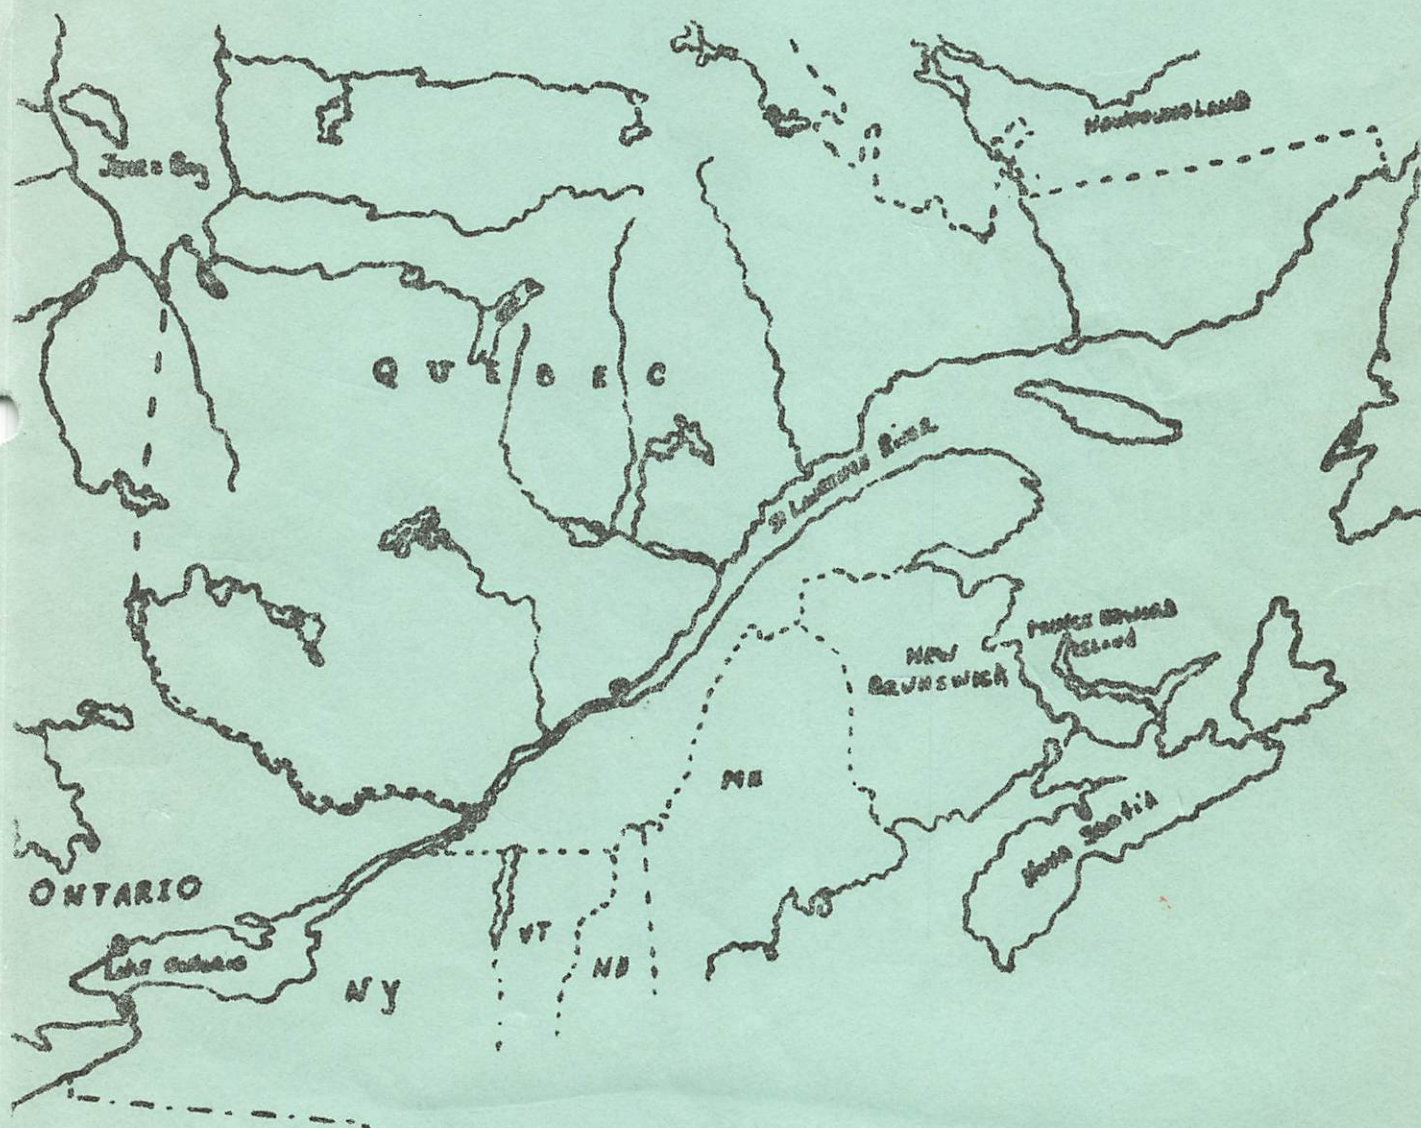 NEWFOUNDLAND
James Bay
QUEBEC
St Lawrence River
PRINCE EDWARD
ISLAND
NEW
BRUNSWICK
ME
Nova Scotia
ONTARIO
VT
LAKE ONTARIO
NH
NY